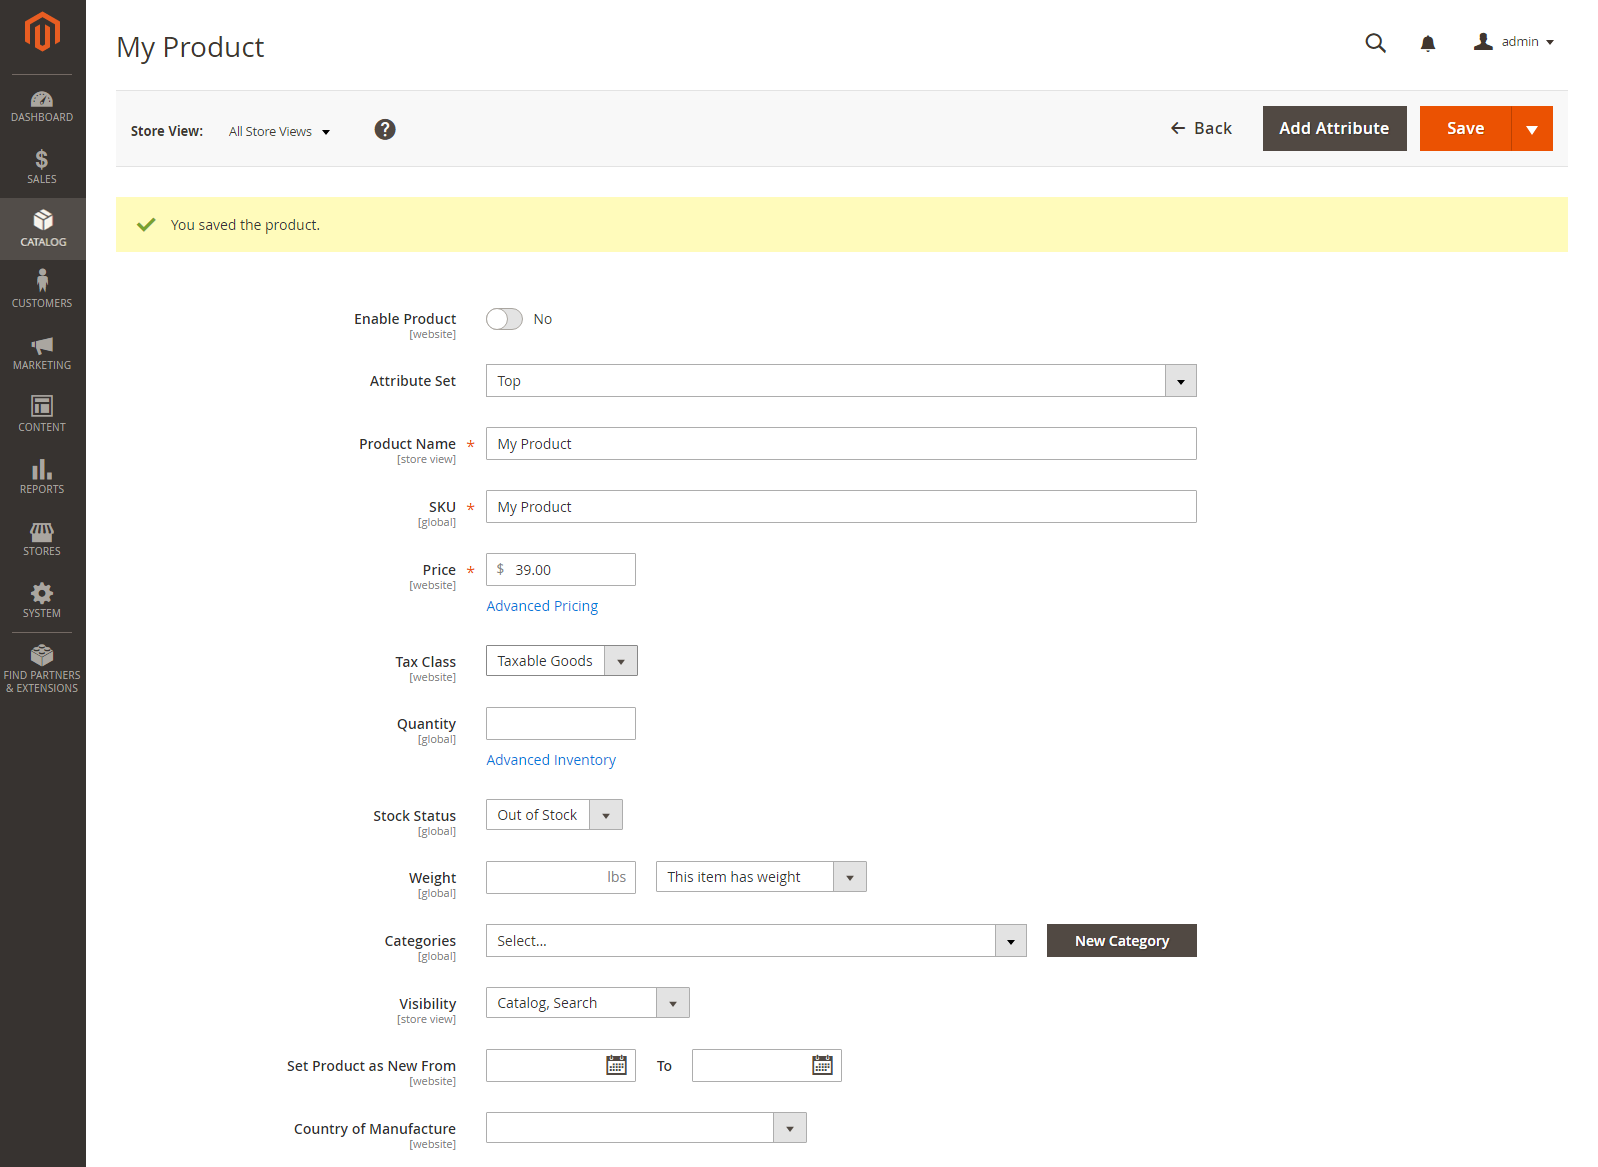 My Product
admin
DASHBOARD
SALES
CATALOG
CUSTOMERS
MARKETING
CONTENT
REPORTS
STORES
SYSTEM
FIND PARTNERS
& EXTENSIONS
Store View: All Store Views ?
Back Add Attribute Save
You saved the product.
Enable Product No
[website]
Attribute Set Top
Product Name * My Product
[store view]
SKU * My Product
[global]
Price * $ 39.00
[website]
Advanced Pricing
Tax Class Taxable Goods
[website]
Quantity
[global]
Advanced Inventory
Stock Status Out of Stock
[global]
Weight lbs This item has weight
[global]
Categories Select... New Category
[global]
Visibility Catalog, Search
[store view]
Set Product as New From To
[website]
Country of Manufacture
[website]